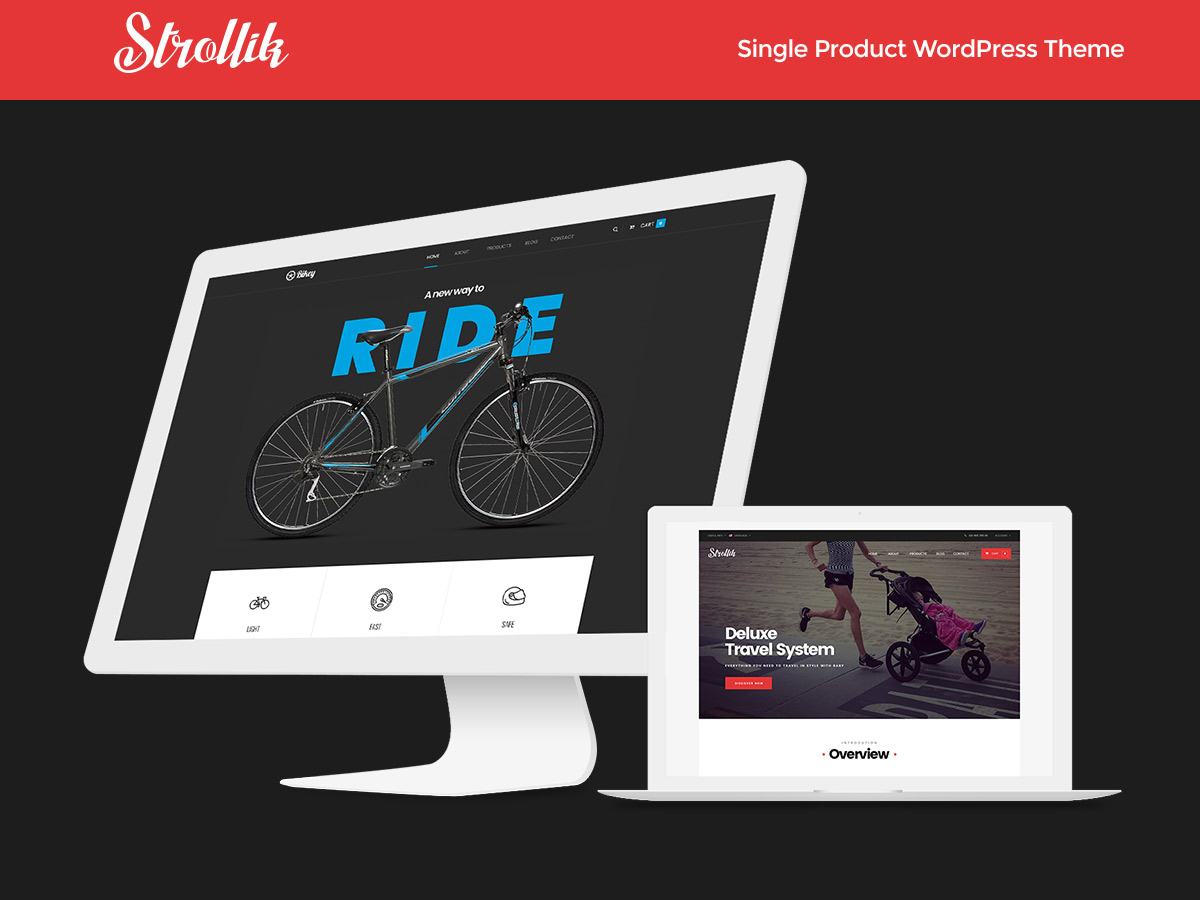 Strollik
Single Product WordPress Theme
Bikey
HOME ABOUT PRODUCTS BLOG CONTACT
CART 0
A new way to
RIDE
LIGHT
FAST
SAFE
Strollik
HOME ABOUT PRODUCTS BLOG CONTACT
CART
Deluxe
Travel System
EVERYTHING YOU NEED TO TRAVEL IN STYLE WITH BABY
DISCOVER NOW
INTRODUCTION
Overview